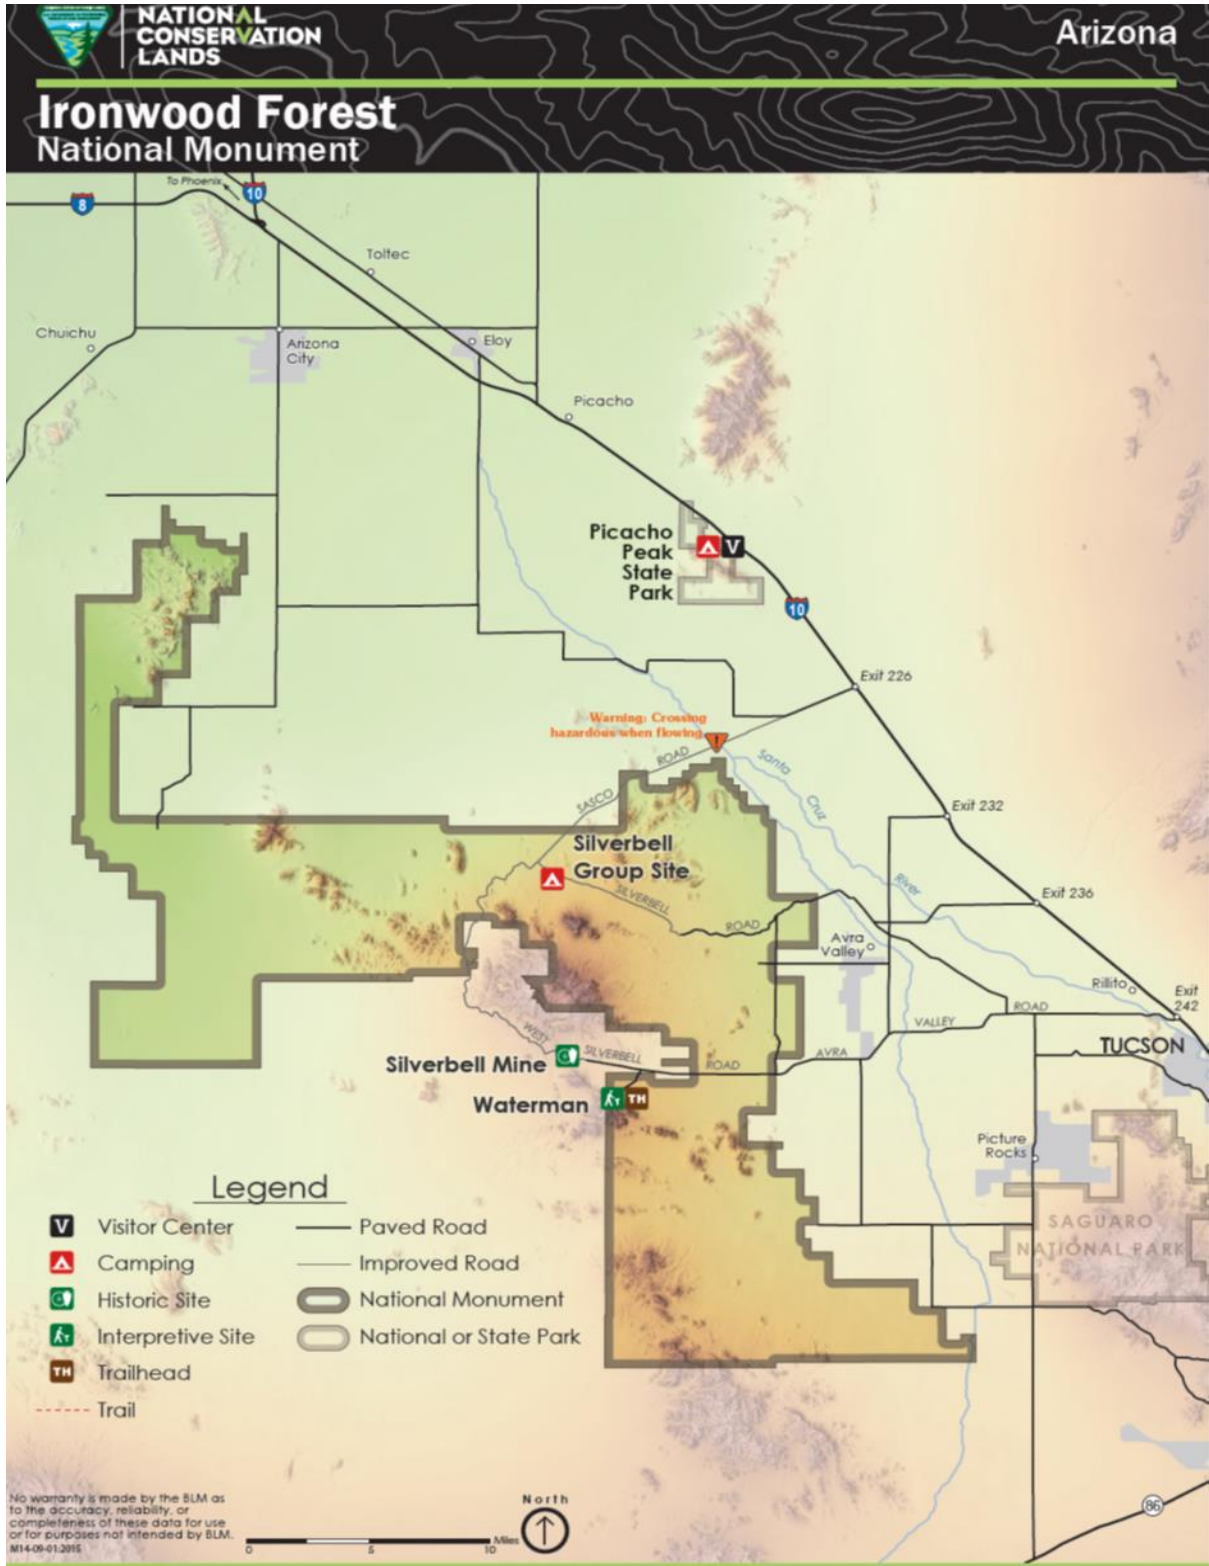 NATIONAL
CONSERVATION
LANDS
Arizona
Ironwood Forest
National Monument
To Phoenix
10
8
Toltec
Chuichu
Arizona
City
Eloy
Picacho
Picacho
Peak
State
Park
V
10
Exit 226
Warning: Crossing
hazardous when flowing
!
ROAD
SASCO
Santa
Cruz
River
Exit 232
Silverbell
Group Site
SILVERBELL
ROAD
Exit 236
Avra
Valley
Rillito
Exit
242
ROAD
VALLEY
AVRA
TUCSON
WEST
SILVERBELL
ROAD
Silverbell Mine
Waterman
TH
Picture
Rocks
SAGUARO
NATIONAL PARK
Legend
V Visitor Center
Camping
Historic Site
Interpretive Site
TH Trailhead
Trail
Paved Road
Improved Road
National Monument
National or State Park
No warranty is made by the BLM as
to the accuracy, reliability, or
completeness of these data for use
or for purposes not intended by BLM.
M14-09-01:2015
0 5 10 Miles
North
86